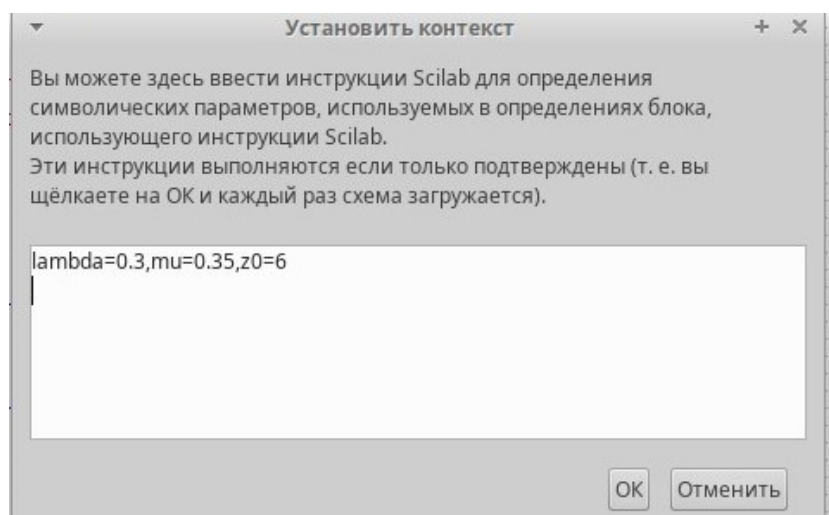 Установить контекст
Вы можете здесь ввести инструкции Scilab для определения
символических параметров, используемых в определениях блока,
использующего инструкции Scilab.
Эти инструкции выполняются если только подтверждены (т. е. вы
щёлкаете на ОК и каждый раз схема загружается).
lambda=0.3,mu=0.35,z0=6
ОК Отменить